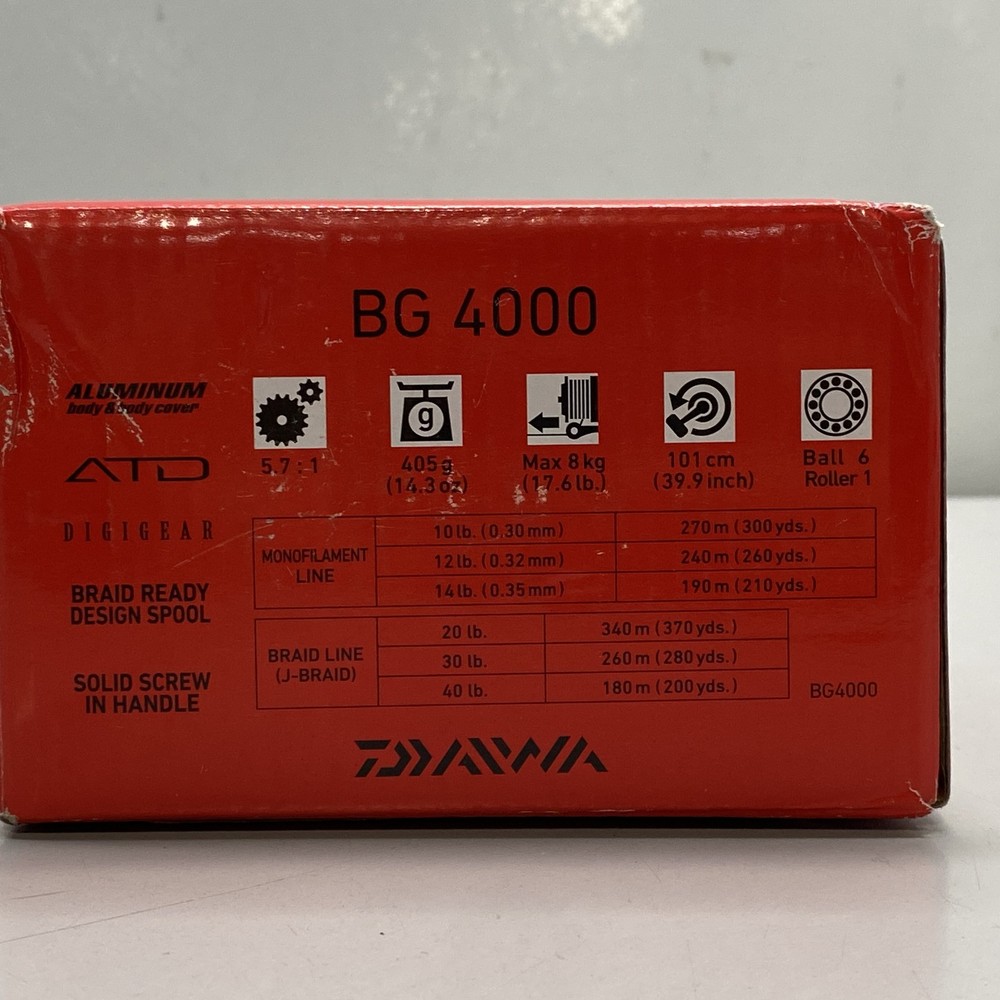 BG 4000
ALUMINUM
body & body cover
ATD
DIGIGEAR
BRAID READY
DESIGN SPOOL
SOLID SCREW
IN HANDLE
5.7 : 1
g
405 g
(14.3 oz)
Max 8 kg
(17.6 lb.)
101 cm
(39.9 inch)
Ball 6
Roller 1
MONOFILAMENT
LINE
10 lb. (0.30 mm) 270 m (300 yds.)
12 lb. (0.32 mm) 240 m (260 yds.)
14 lb. (0.35 mm) 190 m (210 yds.)
BRAID LINE
(J-BRAID)
20 lb. 340 m (370 yds.)
30 lb. 260 m (280 yds.)
40 lb. 180 m (200 yds.)
BG4000
DAIWA